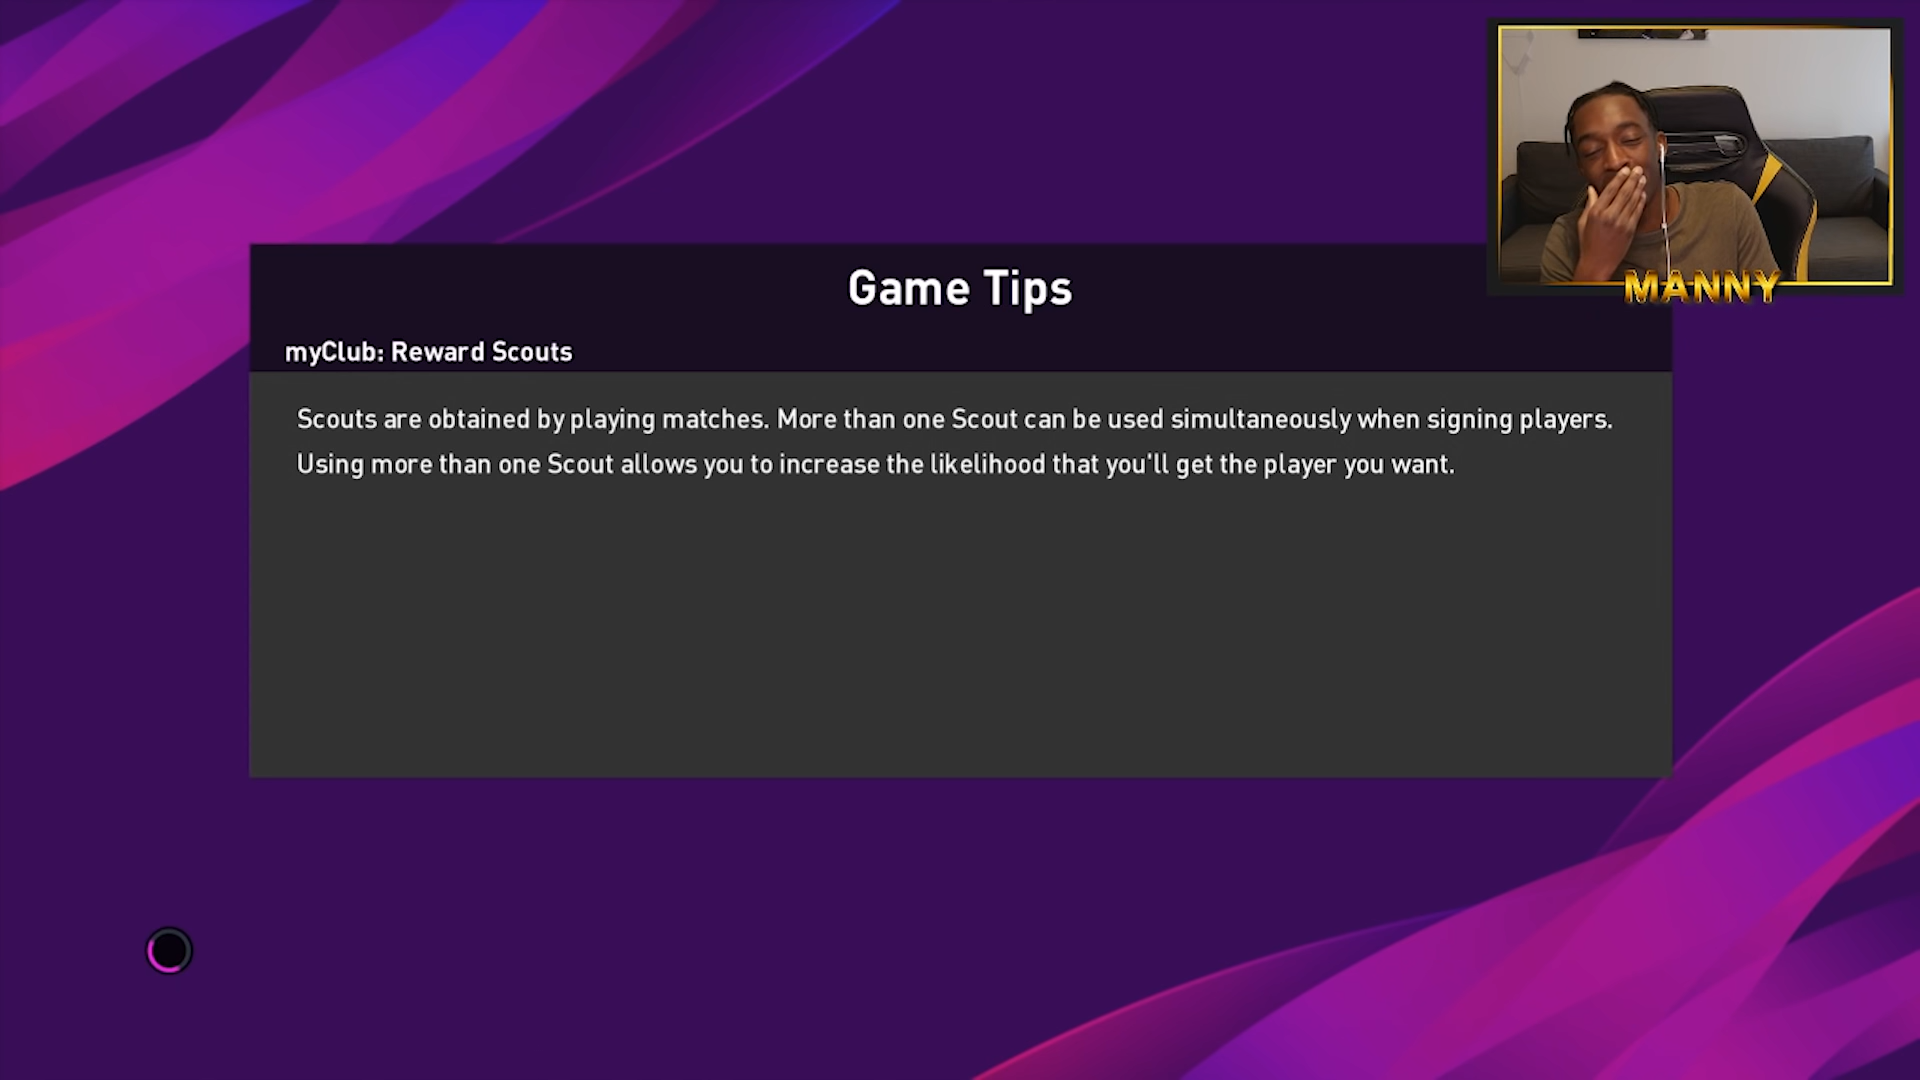 Game Tips
MANNY
myClub: Reward Scouts
Scouts are obtained by playing matches. More than one Scout can be used simultaneously when signing players.
Using more than one Scout allows you to increase the likelihood that you'll get the player you want.